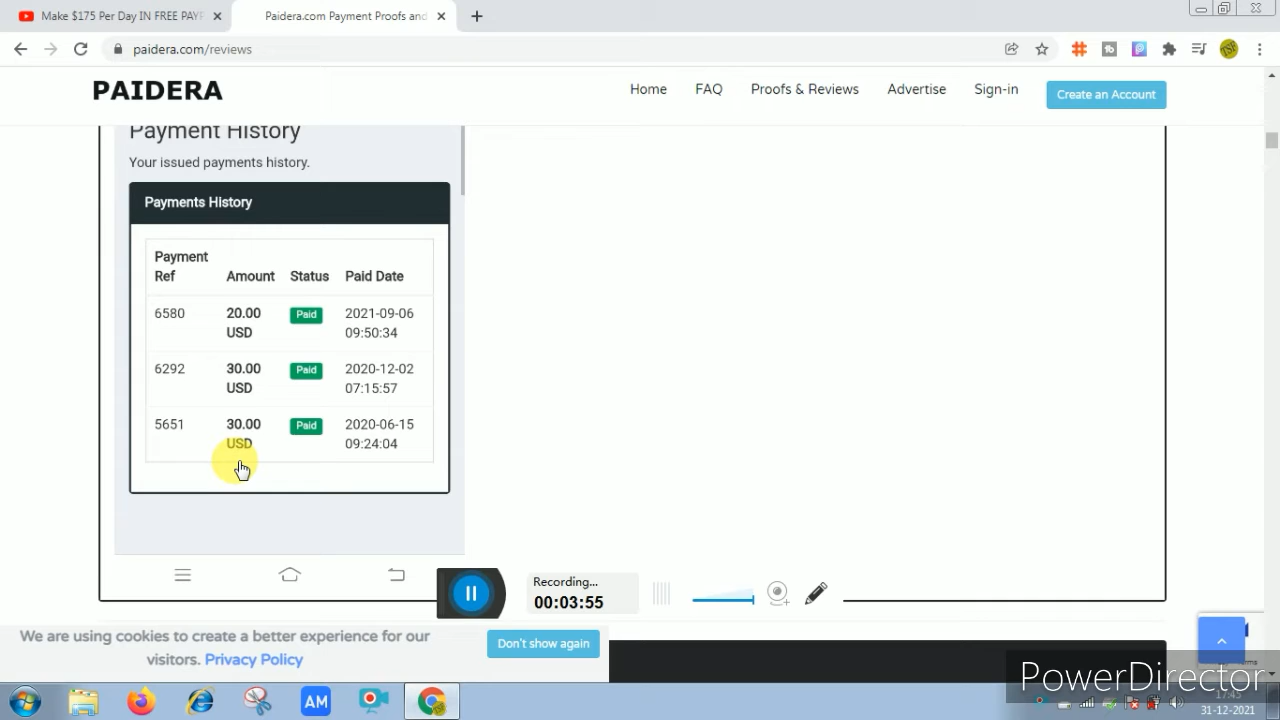 Make $175 Per Day IN FREE PAYP
Paidera.com Payment Proofs and
paidera.com/reviews
PAIDERA
Home
FAQ
Proofs & Reviews
Advertise
Sign-in
Create an Account
Payment History
Your issued payments history.
Payments History
Payment Ref
Amount
Status
Paid Date
6580
20.00 USD
Paid
2021-09-06 09:50:34
6292
30.00 USD
Paid
2020-12-02 07:15:57
5651
30.00 USD
Paid
2020-06-15 09:24:04
Recording...
00:03:55
We are using cookies to create a better experience for our
visitors. Privacy Policy
Don't show again
PowerDirector
AM
17:45
31-12-2021